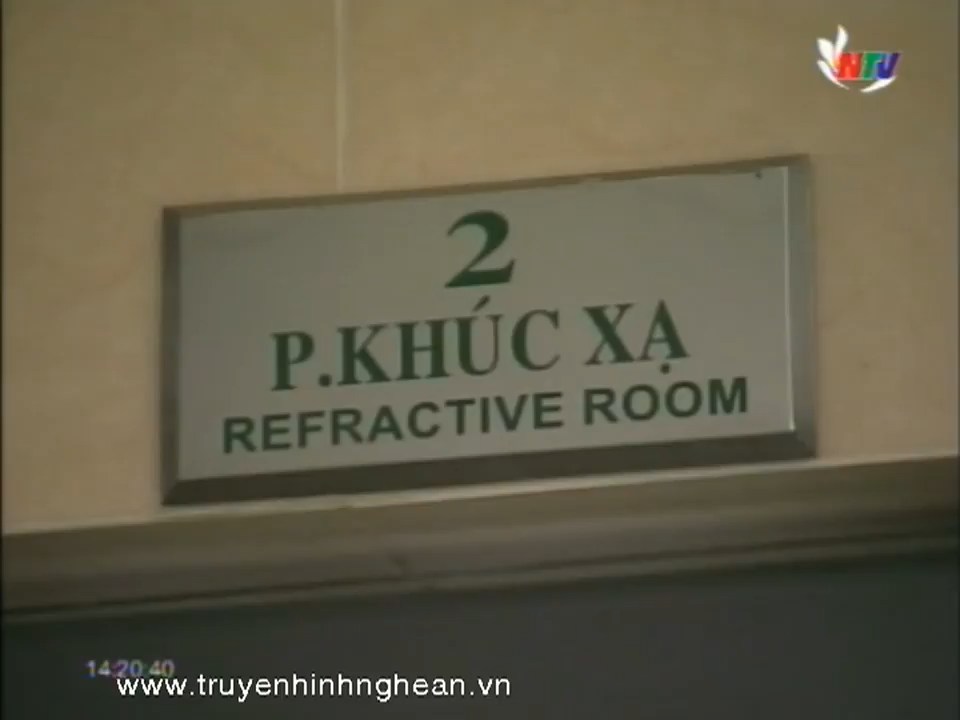 NTV
2
P.KHÚC XẠ
REFRACTIVE ROOM
14:20:40
www.truyenhinhnghean.vn